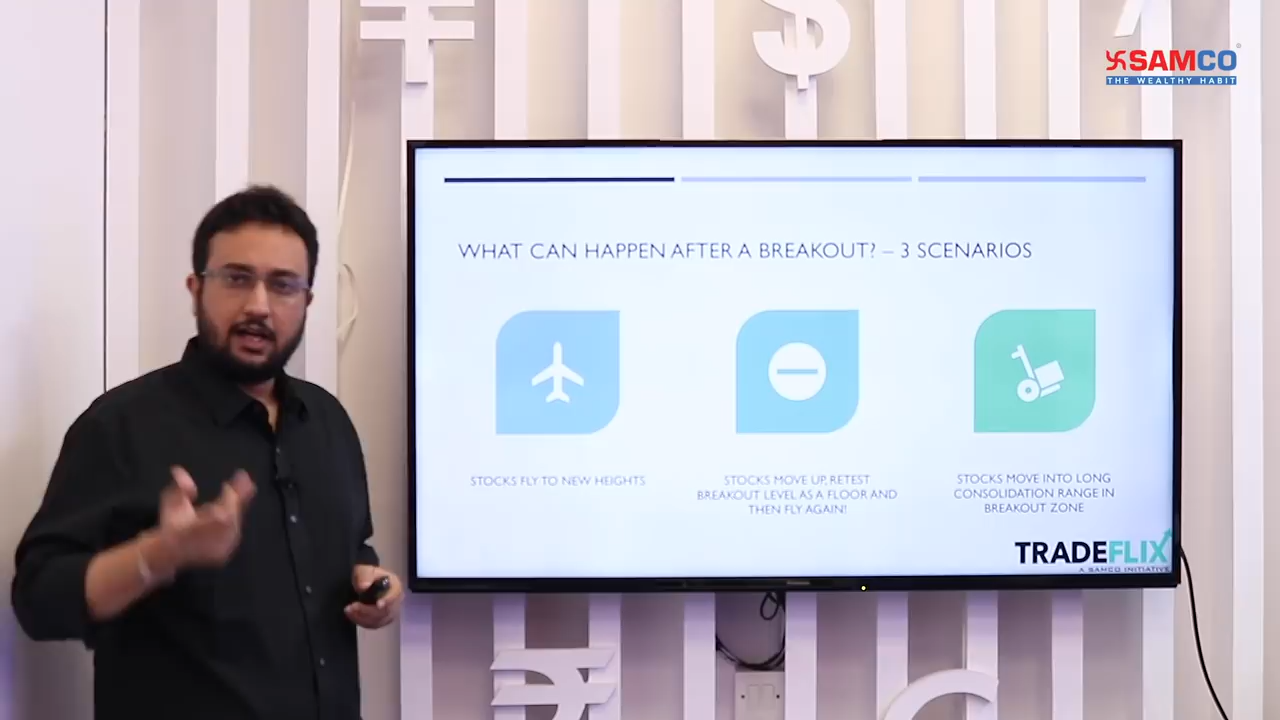 SAMCO
THE WEALTHY HABIT
WHAT CAN HAPPEN AFTER A BREAKOUT? – 3 SCENARIOS
STOCKS FLY TO NEW HEIGHTS
STOCKS MOVE UP, RETEST
BREAKOUT LEVEL AS A FLOOR AND
THEN FLY AGAIN!
STOCKS MOVE INTO LONG
CONSOLIDATION RANGE IN
BREAKOUT ZONE
TRADEFLIX
A SAMCO INITIATIVE